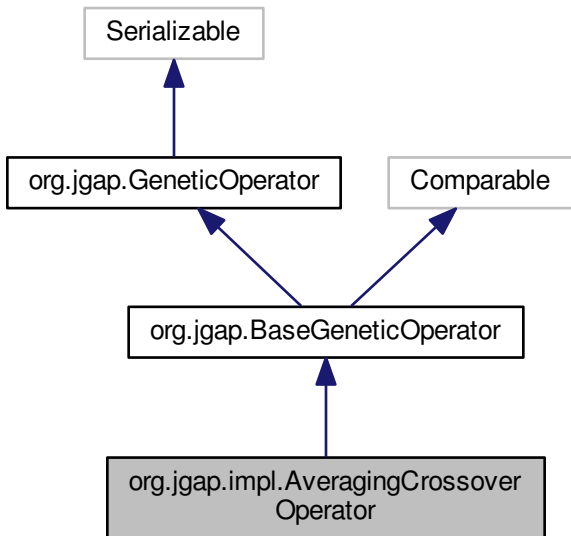 Serializable
org.jgap.GeneticOperator
Comparable
org.jgap.BaseGeneticOperator
org.jgap.impl.AveragingCrossover
Operator